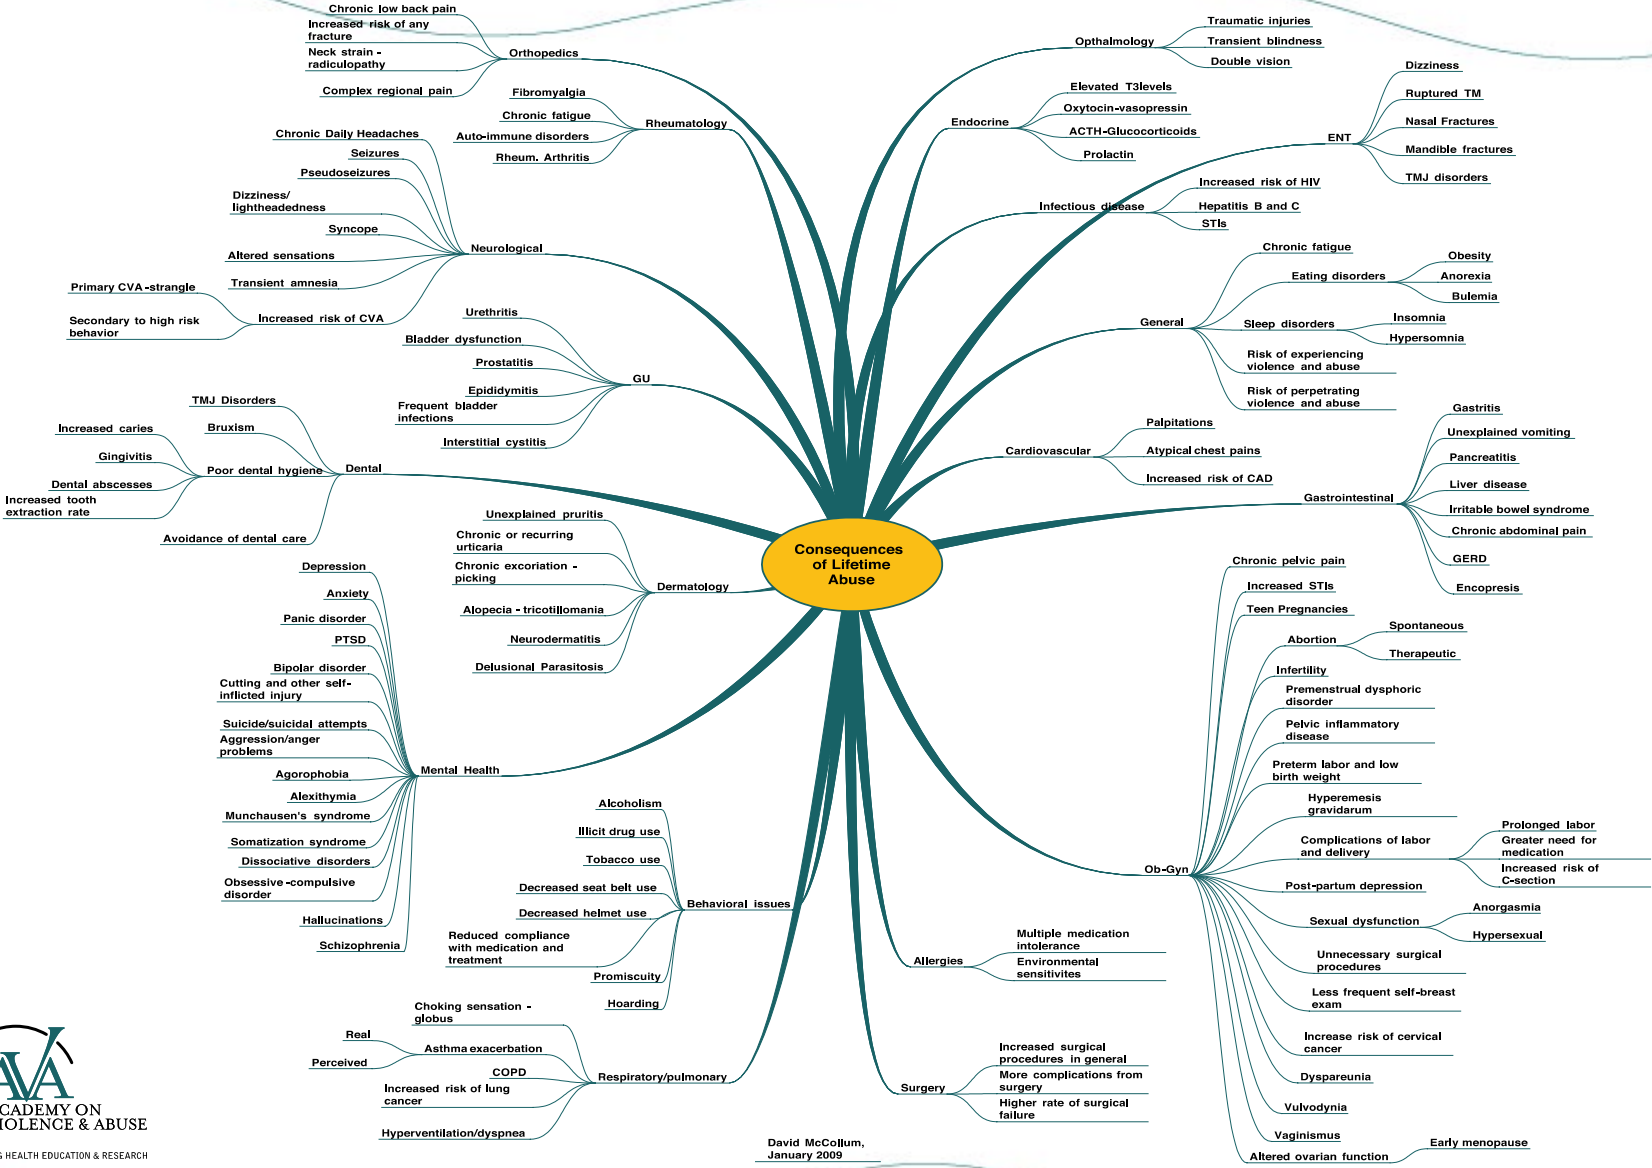 Chronic low back pain
Increased risk of any
fracture
Neck strain -
radiculopathy
Complex regional pain
Orthopedics
Fibromyalgia
Chronic fatigue
Auto-immune disorders
Rheum. Arthritis
Rheumatology
Chronic Daily Headaches
Seizures
Pseudoseizures
Dizziness/
lightheadedness
Syncope
Altered sensations
Transient amnesia
Primary CVA-strangle
Secondary to high risk
behavior
Increased risk of CVA
Neurological
Urethritis
Bladder dysfunction
Prostatitis
Epididymitis
Frequent bladder
infections
Interstitial cystitis
GU
TMJ Disorders
Bruxism
Increased caries
Gingivitis
Dental abscesses
Increased tooth
extraction rate
Poor dental hygiene
Avoidance of dental care
Dental
Unexplained pruritis
Chronic or recurring
urticaria
Chronic excoriation -
picking
Alopecia - tricotillomania
Neurodermatitis
Delusional Parasitosis
Dermatology
Depression
Anxiety
Panic disorder
PTSD
Bipolar disorder
Cutting and other self-
inflicted injury
Suicide/suicidal attempts
Aggression/anger
problems
Agorophobia
Alexithymia
Munchausen's syndrome
Somatization syndrome
Dissociative disorders
Obsessive-compulsive
disorder
Hallucinations
Schizophrenia
Mental Health
Alcoholism
Illicit drug use
Tobacco use
Decreased seat belt use
Decreased helmet use
Reduced compliance
with medication and
treatment
Promiscuity
Hoarding
Behavioral issues
Choking sensation -
globus
Real
Perceived
Asthma exacerbation
COPD
Increased risk of lung
cancer
Hyperventilation/dyspnea
Respiratory/pulmonary
Consequences
of Lifetime
Abuse
Opthalmology
Traumatic injuries
Transient blindness
Double vision
Endocrine
Elevated T3levels
Oxytocin-vasopressin
ACTH-Glucocorticoids
Prolactin
ENT
Dizziness
Ruptured TM
Nasal Fractures
Mandible fractures
TMJ disorders
Infectious disease
Increased risk of HIV
Hepatitis B and C
STIs
General
Chronic fatigue
Eating disorders
Obesity
Anorexia
Bulemia
Sleep disorders
Insomnia
Hypersomnia
Risk of experiencing
violence and abuse
Risk of perpetrating
violence and abuse
Cardiovascular
Palpitations
Atypical chest pains
Increased risk of CAD
Gastrointestinal
Gastritis
Unexplained vomiting
Pancreatitis
Liver disease
Irritable bowel syndrome
Chronic abdominal pain
GERD
Encopresis
Ob-Gyn
Chronic pelvic pain
Increased STIs
Teen Pregnancies
Abortion
Spontaneous
Therapeutic
Infertility
Premenstrual dysphoric
disorder
Pelvic inflammatory
disease
Preterm labor and low
birth weight
Hyperemesis
gravidarum
Complications of labor
and delivery
Prolonged labor
Greater need for
medication
Increased risk of
C-section
Post-partum depression
Sexual dysfunction
Anorgasmia
Hypersexual
Unnecessary surgical
procedures
Less frequent self-breast
exam
Increase risk of cervical
cancer
Dyspareunia
Vulvodynia
Vaginismus
Altered ovarian function
Early menopause
Allergies
Multiple medication
intolerance
Environmental
sensitivites
Surgery
Increased surgical
procedures in general
More complications from
surgery
Higher rate of surgical
failure
David McCollum,
January 2009
AVA
CADEMY ON
IOLENCE & ABUSE
G HEALTH EDUCATION & RESEARCH